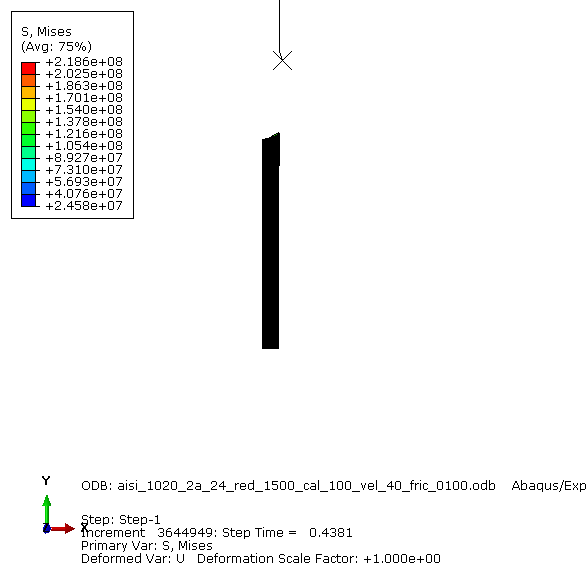 S, Mises
(Avg: 75%)
+2.186e+08
+2.025e+08
+1.863e+08
+1.701e+08
+1.540e+08
+1.378e+08
+1.216e+08
+1.054e+08
+8.927e+07
+7.310e+07
+5.693e+07
+4.076e+07
+2.458e+07
Y
X
ODB: aisi_1020_2a_24_red_1500_cal_100_vel_40_fric_0100.odb Abaqus/Exp
Step: Step-1
Increment 3644949: Step Time = 0.4381
Primary Var: S, Mises
Deformed Var: U Deformation Scale Factor: +1.000e+00